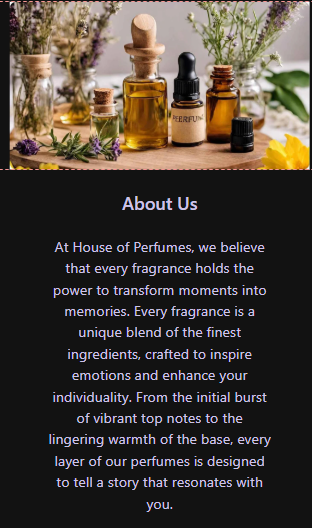 PEERFUME
About Us
At House of Perfumes, we believe
that every fragrance holds the
power to transform moments into
memories. Every fragrance is a
unique blend of the finest
ingredients, crafted to inspire
emotions and enhance your
individuality. From the initial burst
of vibrant top notes to the
lingering warmth of the base, every
layer of our perfumes is designed
to tell a story that resonates with
you.